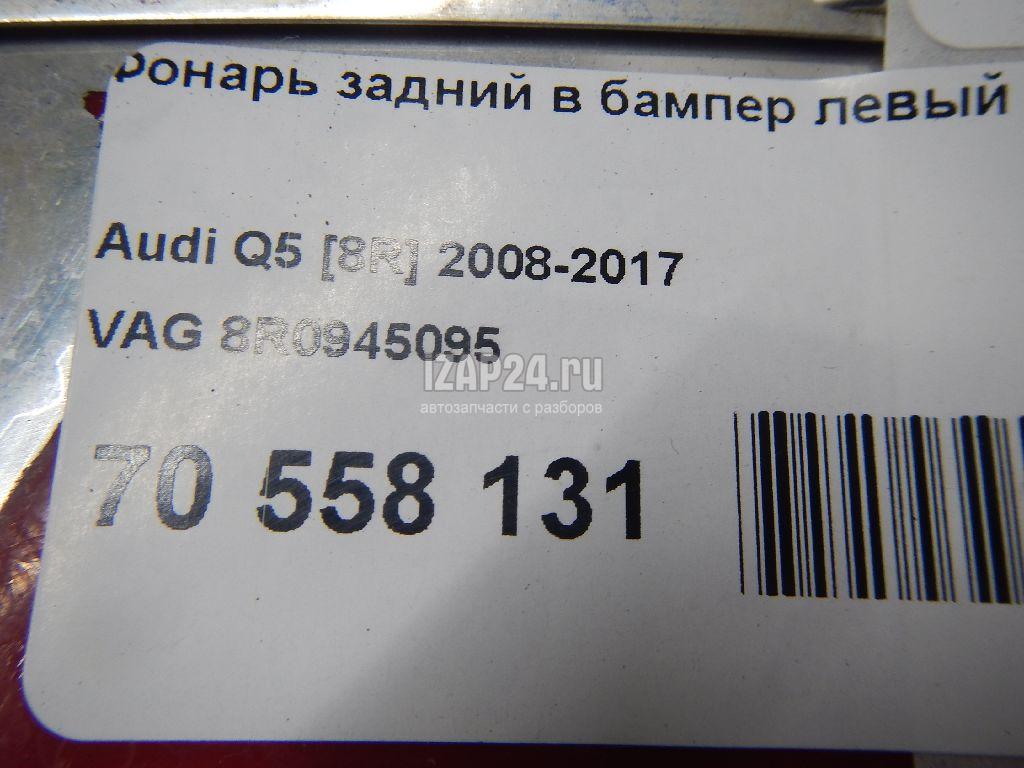 Фонарь задний в бампер левый
Audi Q5 [8R] 2008-2017
VAG 8R0945095
IZAP24.ru
автозапчасти с разборов
70 558 131